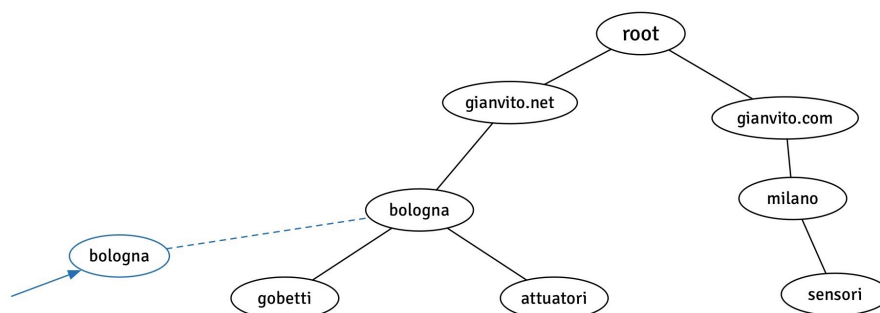 root
gianvito.net
gianvito.com
bologna
milano
bologna
gobetti
attuatori
sensori